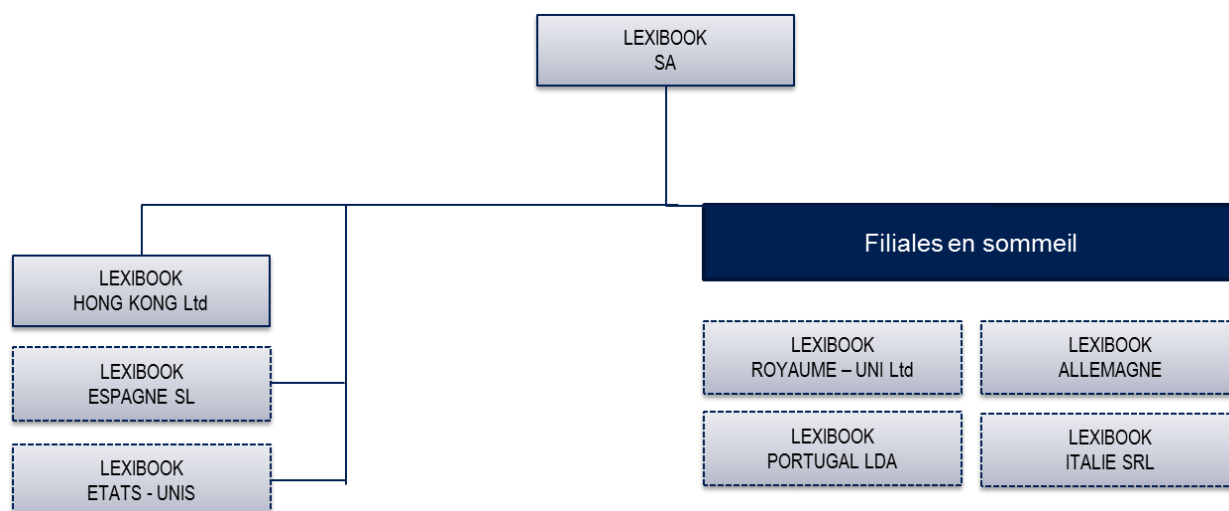 LEXIBOOK
SA
Filiales en sommeil
LEXIBOOK
HONG KONG Ltd
LEXIBOOK
ROYAUME – UNI Ltd
LEXIBOOK
ALLEMAGNE
LEXIBOOK
ESPAGNE SL
LEXIBOOK
PORTUGAL LDA
LEXIBOOK
ITALIE SRL
LEXIBOOK
ETATS - UNIS